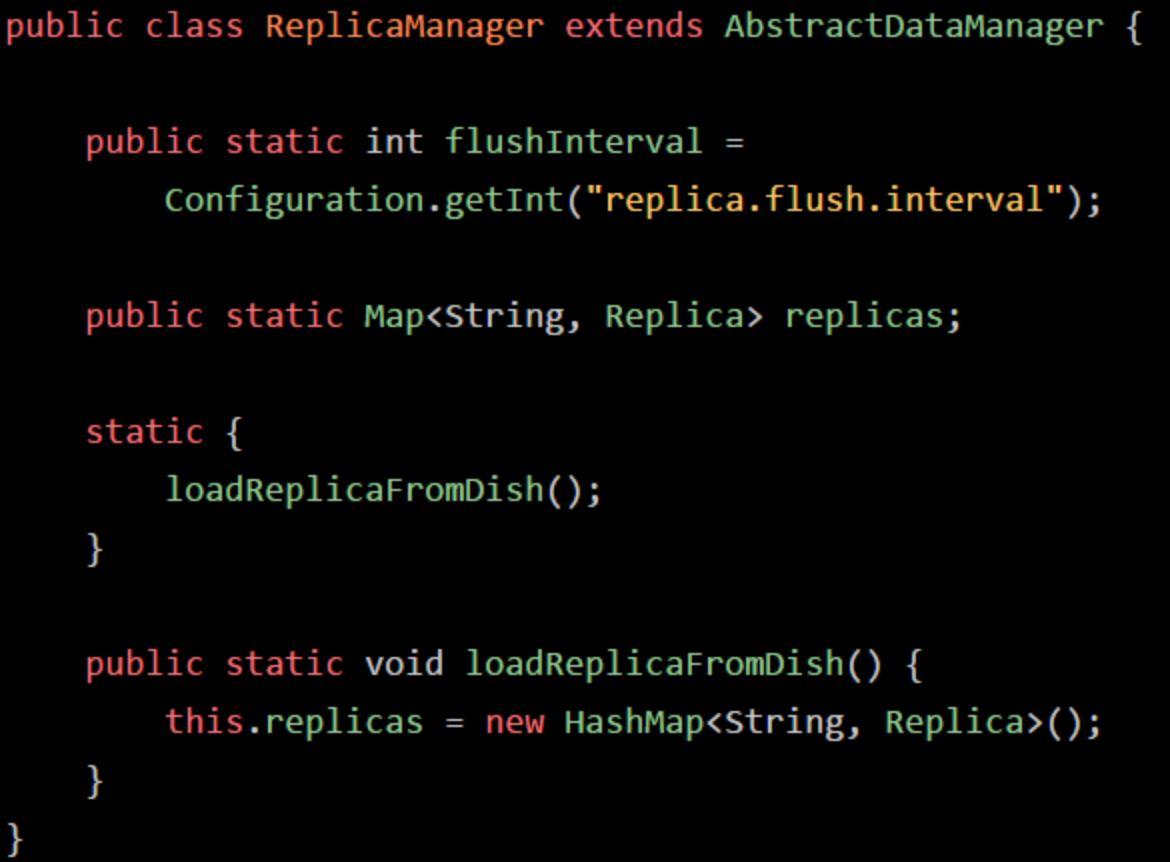 public class ReplicaManager extends AbstractDataManager {
public static int flushInterval =
Configuration.getInt("replica.flush.interval");
public static Map<String, Replica> replicas;
static {
loadReplicaFromDish();
}
public static void loadReplicaFromDish() {
this.replicas = new HashMap<String, Replica>();
}
}